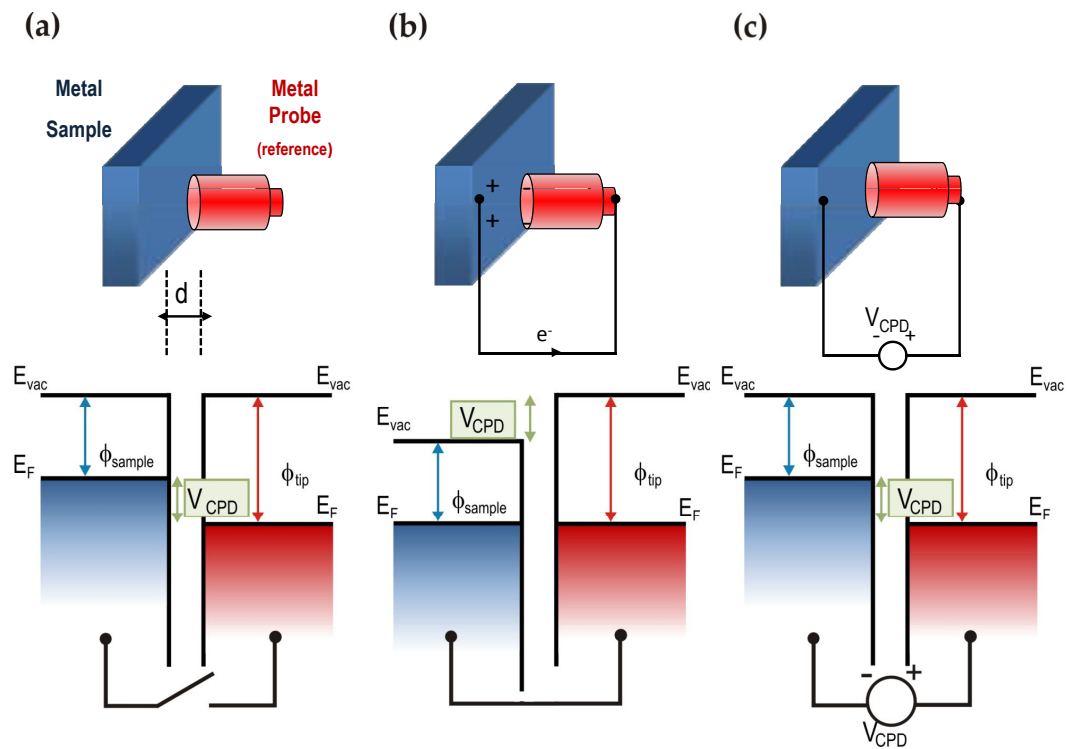 (a)
(b)
(c)
Metal
Sample
Metal
Probe
(reference)
d
+
+
-
-
e-
VCPD
- +
Evac
Evac
ϕsample
EF
VCPD
ϕtip
EF
Evac
VCPD
Evac
ϕsample
EF
ϕtip
EF
Evac
Evac
ϕsample
EF
VCPD
ϕtip
EF
- +
VCPD